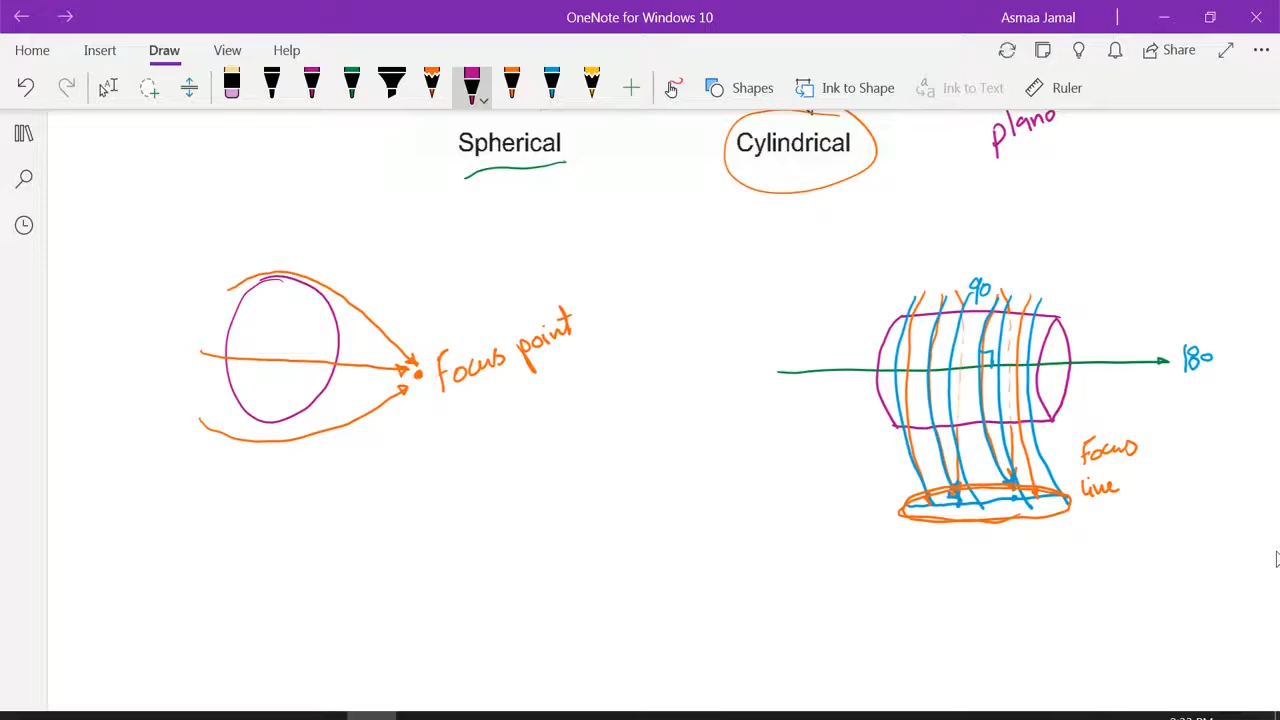 OneNote for Windows 10
Asmaa Jamal
Home
Insert
Draw
View
Help
Share
Shapes
Ink to Shape
Ink to Text
Ruler
Spherical
Cylindrical
plano
Focus point
90
180
Focus
line